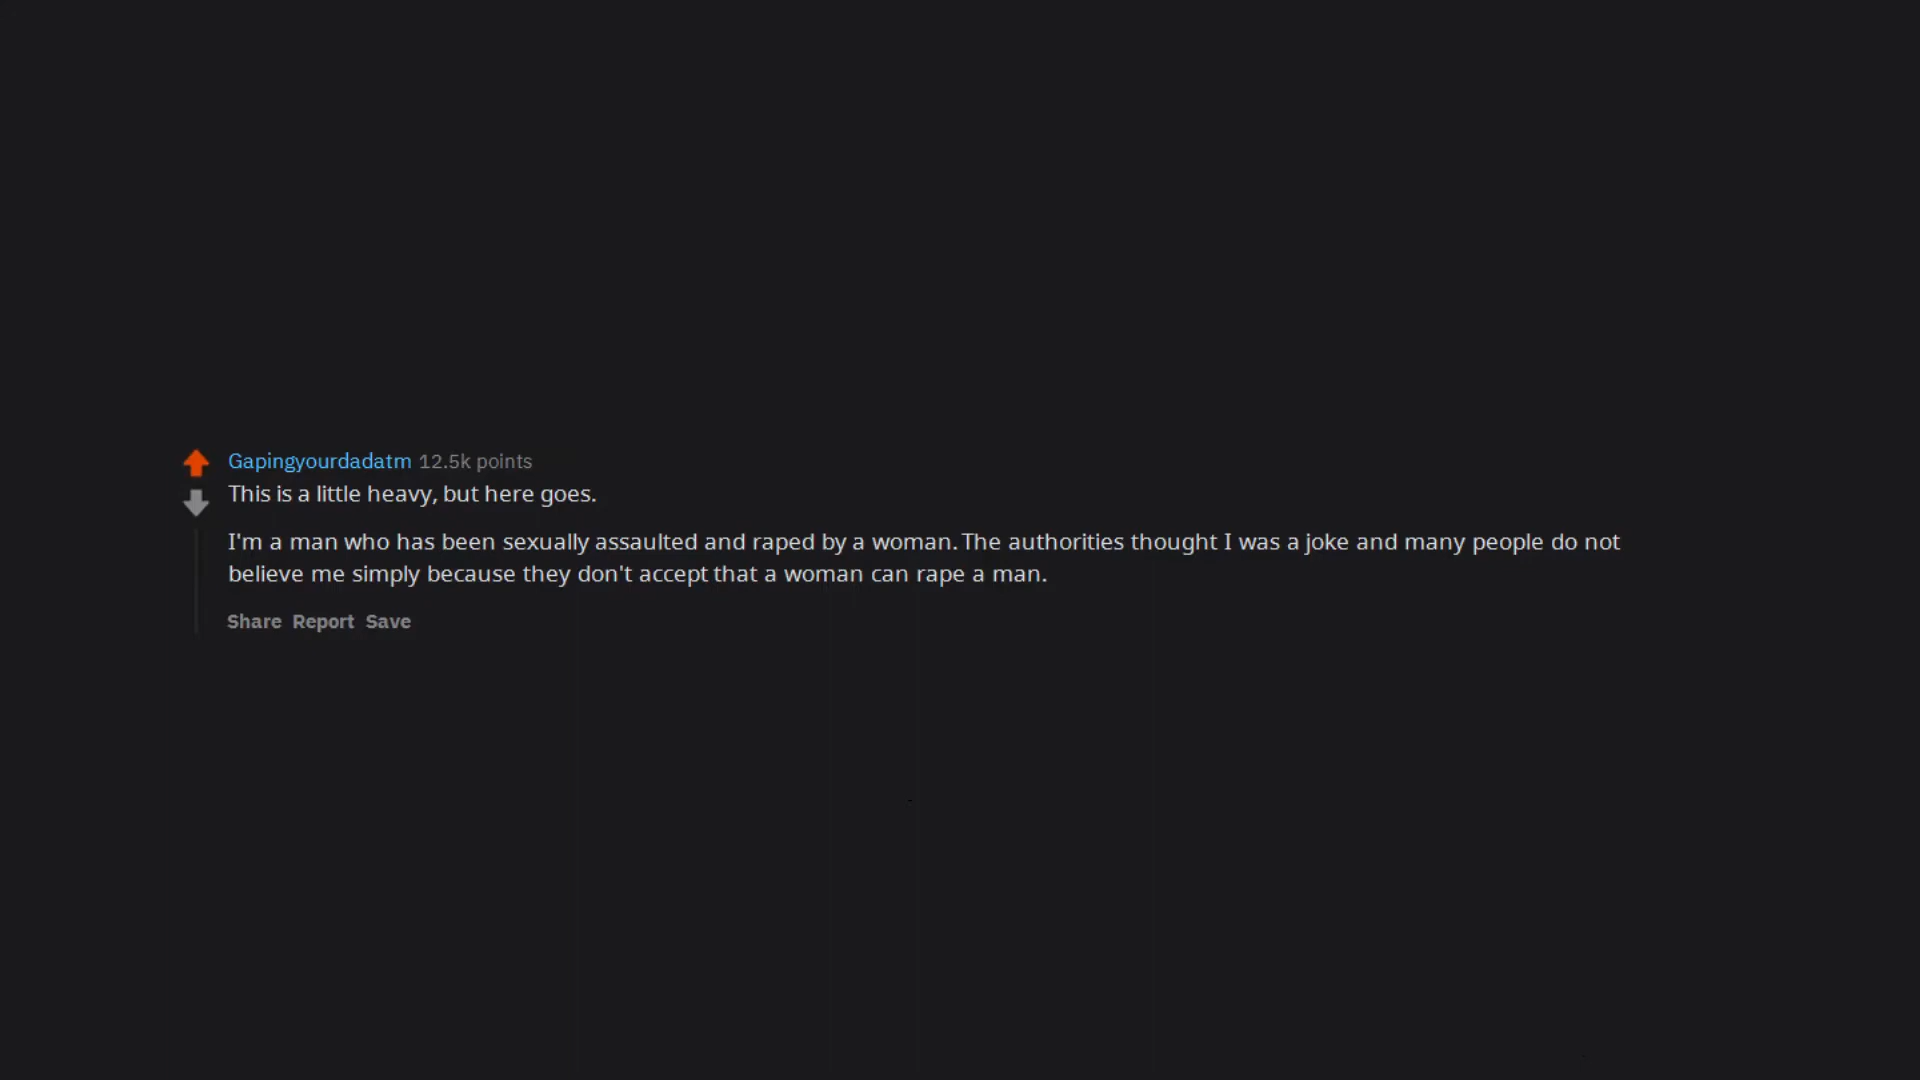 Gapingyourdadatm 12.5k points
This is a little heavy, but here goes.
I'm a man who has been sexually assaulted and raped by a woman. The authorities thought I was a joke and many people do not
believe me simply because they don't accept that a woman can rape a man.
Share Report Save